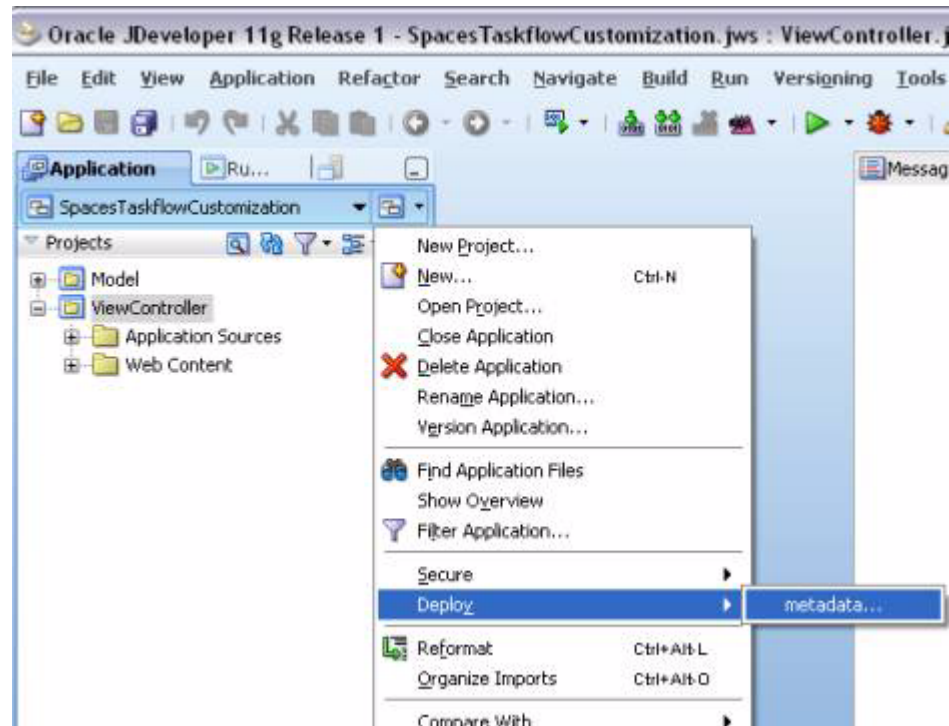 Oracle JDeveloper 11g Release 1 - SpacesTaskflowCustomization.jws : ViewController.j
File Edit View Application Refactor Search Navigate Build Run Versioning Tools
Application Ru... Messag
SpacesTaskflowCustomization
Projects
Model
ViewController
Application Sources
Web Content
New Project...
New... Ctrl-N
Open Project...
Close Application
Delete Application
Rename Application...
Version Application...
Find Application Files
Show Overview
Filter Application...
Secure
Deploy metadata...
Reformat Ctrl+Alt-L
Organize Imports Ctrl+Alt-O
Compare With